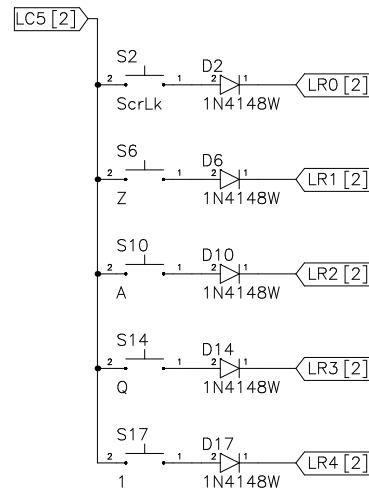 LC5 [2]
S2 D2
2 1 2 1 LR0 [2]
ScrLk 1N4148W
S6 D6
2 1 2 1 LR1 [2]
Z 1N4148W
S10 D10
2 1 2 1 LR2 [2]
A 1N4148W
S14 D14
2 1 2 1 LR3 [2]
Q 1N4148W
S17 D17
2 1 2 1 LR4 [2]
1 1N4148W